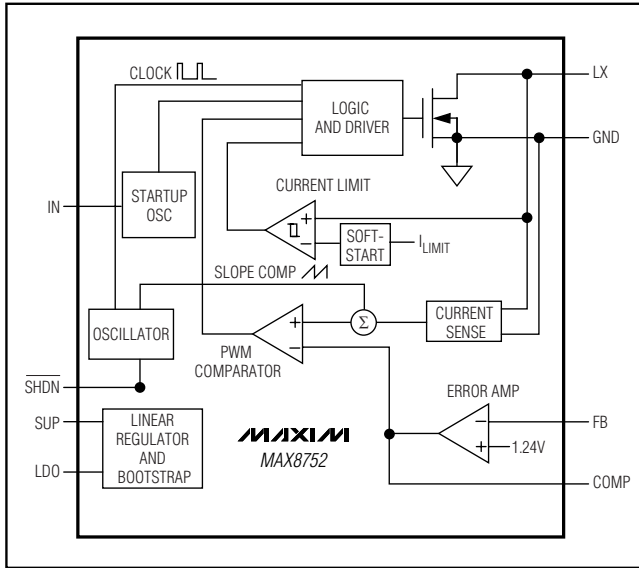 CLOCK
LX
LOGIC
AND DRIVER
GND
CURRENT LIMIT
IN
STARTUP
OSC
+
−
SOFT-
START
ILIMIT
SLOPE COMP
OSCILLATOR
Σ
CURRENT
SENSE
+
−
PWM
COMPARATOR
SHDN
ERROR AMP
SUP
LINEAR
REGULATOR
AND
BOOTSTRAP
LDO
MAXIM
MAX8752
−
+
1.24V
FB
COMP